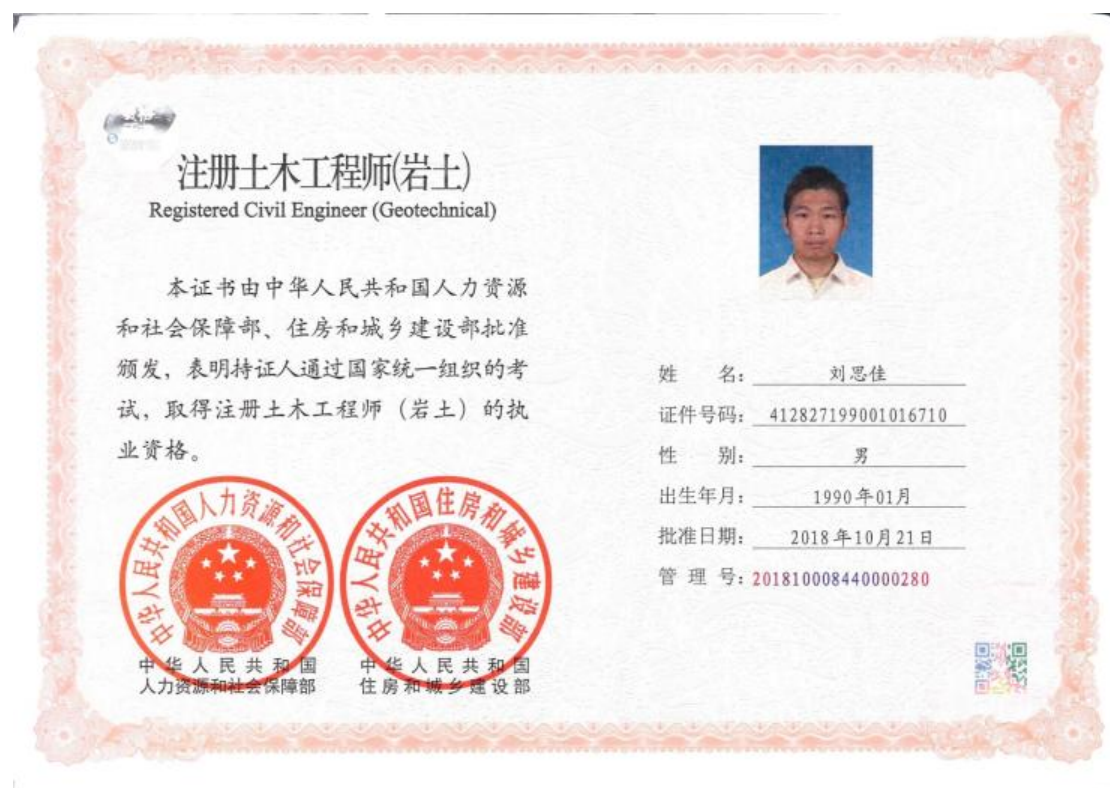 注册土木工程师(岩土)
Registered Civil Engineer (Geotechnical)
本证书由中华人民共和国人力资源
和社会保障部、住房和城乡建设部批准
颁发，表明持证人通过国家统一组织的考
试，取得注册土木工程师（岩土）的执
业资格。
中华人民共和国人力资源和社会保障部
中华人民共和国住房和城乡建设部
中华人民共和国
人力资源和社会保障部
中华人民共和国
住房和城乡建设部
姓 名：刘思佳
证件号码：412827199001016710
性 别：男
出生年月：1990年01月
批准日期：2018年10月21日
管 理 号：201810008440000280